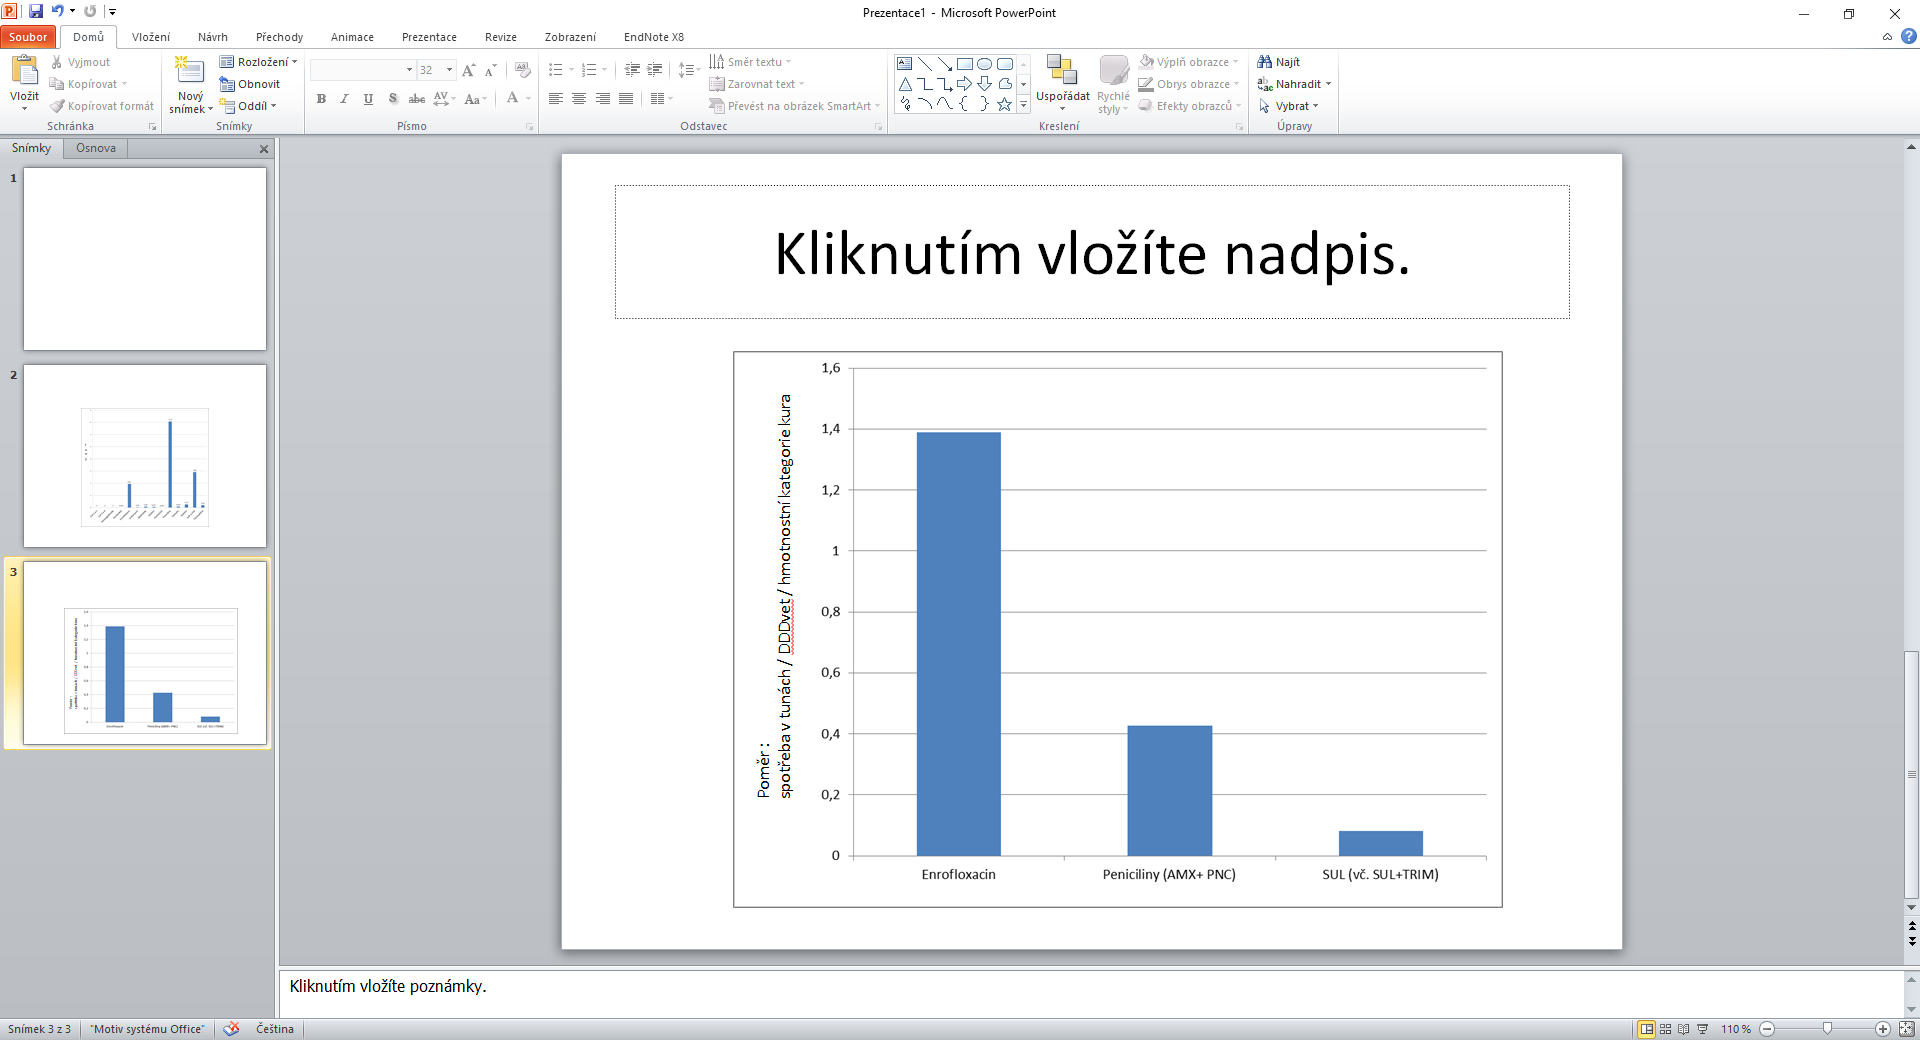 Prezentace1 - Microsoft PowerPoint
Soubor
Domů
Vložení
Návrh
Přechody
Animace
Prezentace
Revize
Zobrazení
EndNote X8
Vložit
Vyjmout
Kopírovat
Kopírovat formát
Schránka
Nový snímek
Rozložení
Obnovit
Oddíl
Snímky
32
Písmo
Směr textu
Zarovnat text
Převést na obrázek SmartArt
Odstavec
Uspořádat
Rychlé styly
Výplň obrazce
Obrys obrazce
Efekty obrazců
Kreslení
Najít
Nahradit
Vybrat
Úpravy
Snímky
Osnova
1
2
3
Kliknutím vložíte nadpis.
Poměr :
spotřeba v tunách / DDDvet / hmotnostní kategorie kura
1,6
1,4
1,2
1
0,8
0,6
0,4
0,2
0
Enrofloxacin
Peniciliny (AMX+ PNC)
SUL (vč. SUL+TRIM)
Kliknutím vložíte poznámky.
Snímek 3 z 3
"Motiv systému Office"
Čeština
110 %